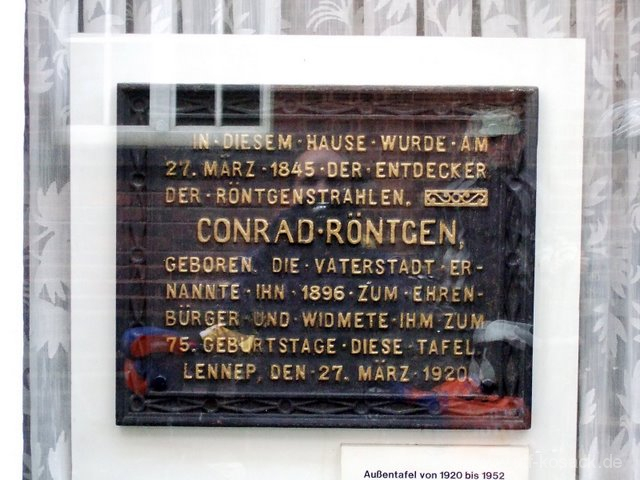 IN · DIESEM · HAUSE · WURDE · AM
27. MÄRZ · 1845 · DER · ENTDECKER
DER · RÖNTGENSTRAHLEN,
CONRAD · RÖNTGEN,
GEBOREN. DIE · VATERSTADT · ER-
NANNTE · IHN · 1896 · ZUM · EHREN-
BÜRGER · UND · WIDMETE · IHM · ZUM
75. GEBURTSTAGE · DIESE · TAFEL.
LENNEP, DEN · 27. MÄRZ · 1920.
Außentafel von 1920 bis 1952